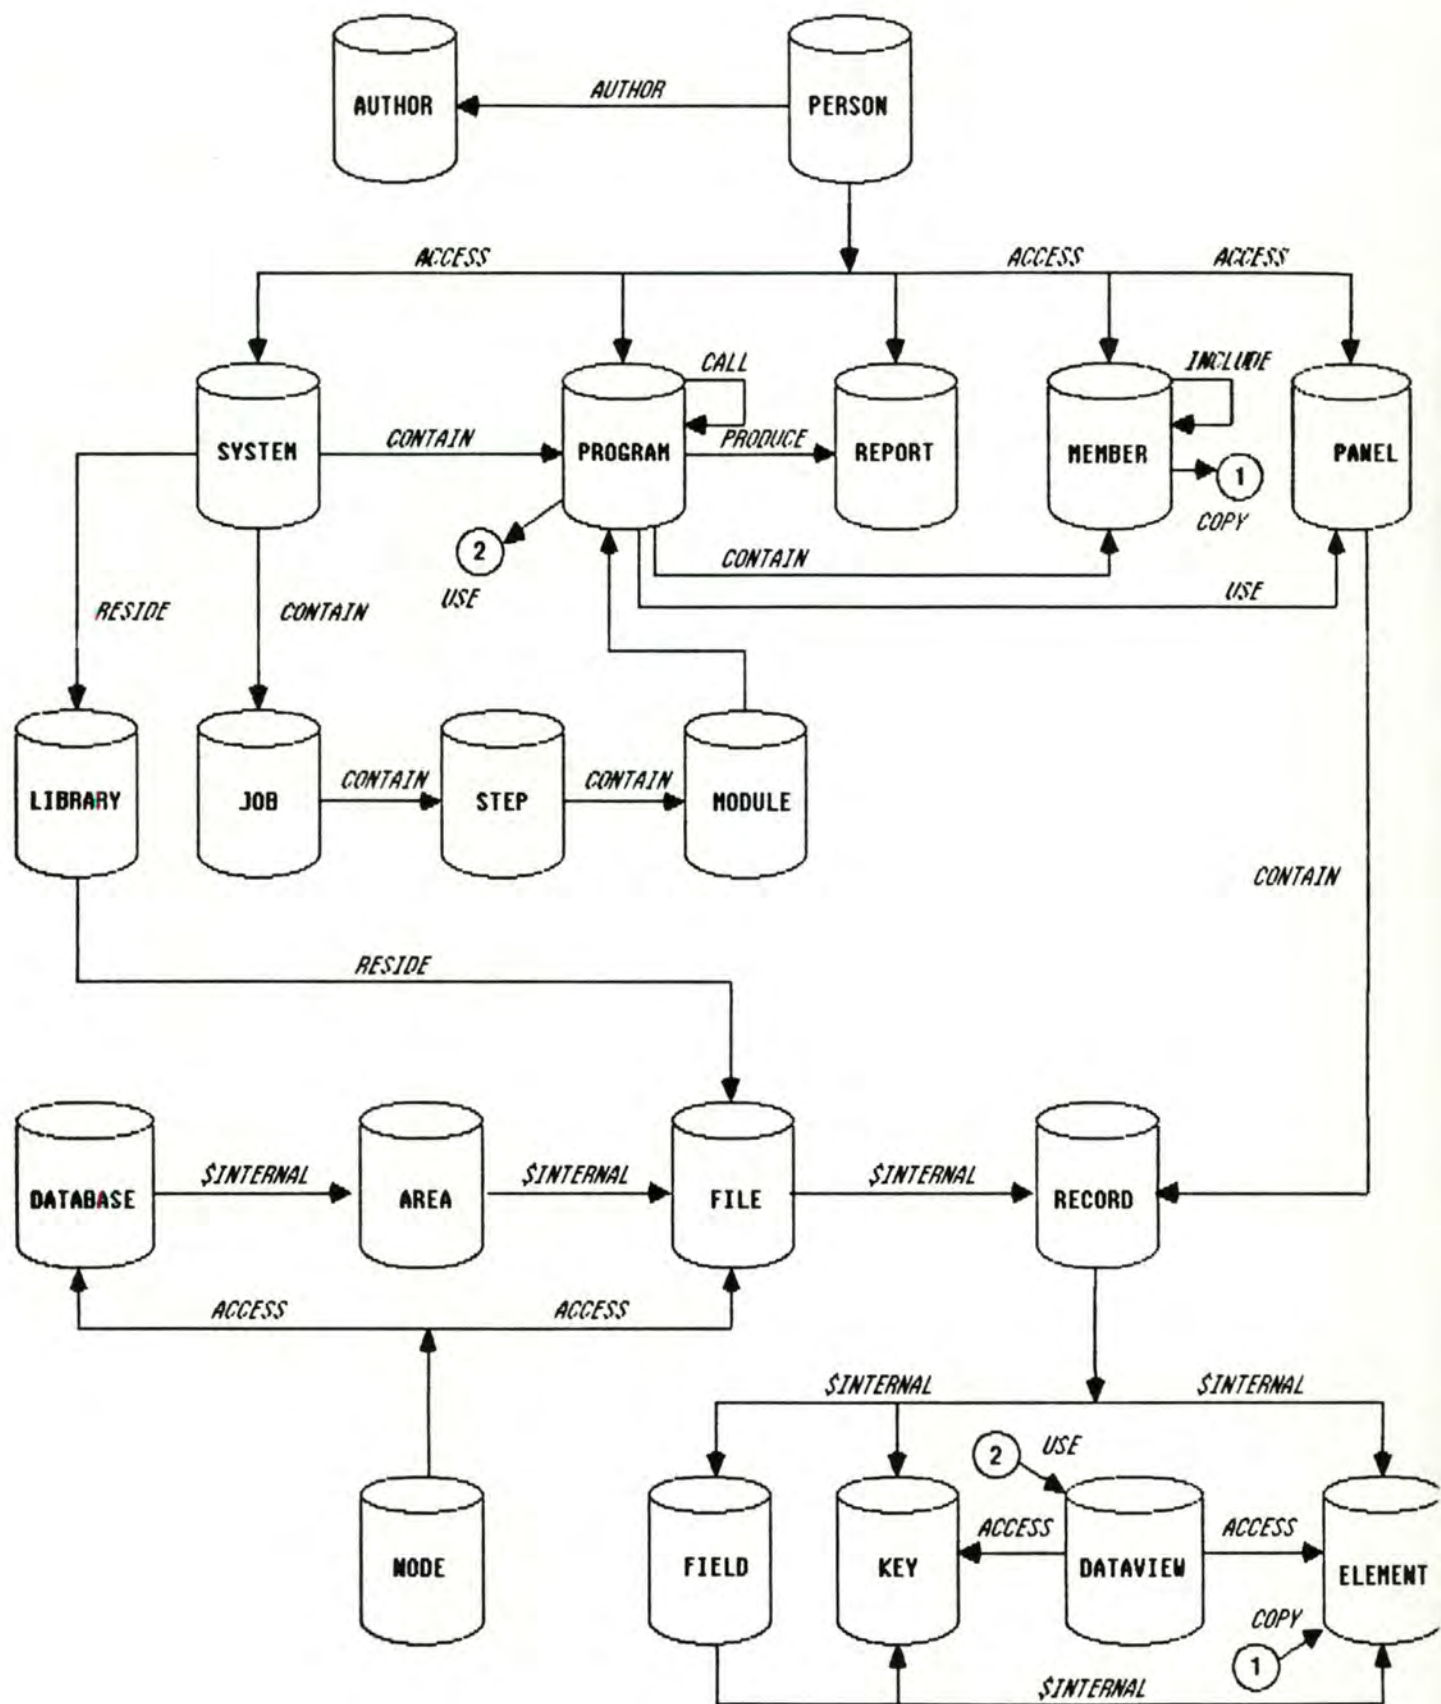 AUTHOR
AUTHOR
PERSON
ACCESS
ACCESS
ACCESS
CALL
INCLUDE
SYSTEM
CONTAIN
PROGRAM
PRODUCE
REPORT
MEMBER
1
COPY
PANEL
2
USE
CONTAIN
USE
RESIDE
CONTAIN
LIBRARY
JOB
CONTAIN
STEP
CONTAIN
MODULE
CONTAIN
RESIDE
DATABASE
$INTERNAL
AREA
$INTERNAL
FILE
$INTERNAL
RECORD
ACCESS
ACCESS
$INTERNAL
$INTERNAL
2
USE
NODE
FIELD
KEY
ACCESS
DATAVIEW
ACCESS
ELEMENT
COPY
1
$INTERNAL